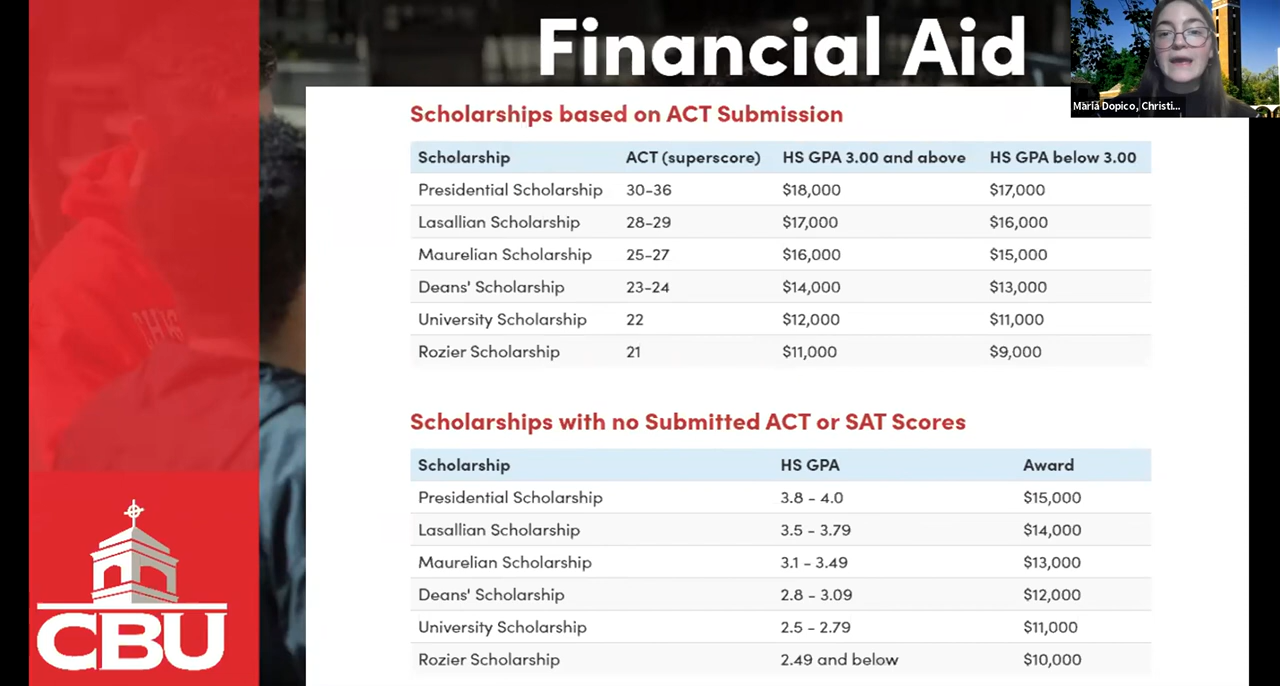 Financial Aid
María Dopico, Christi...
Scholarships based on ACT Submission
Scholarship ACT (superscore) HS GPA 3.00 and above HS GPA below 3.00
Presidential Scholarship 30-36 $18,000 $17,000
Lasallian Scholarship 28-29 $17,000 $16,000
Maurelian Scholarship 25-27 $16,000 $15,000
Deans' Scholarship 23-24 $14,000 $13,000
University Scholarship 22 $12,000 $11,000
Rozier Scholarship 21 $11,000 $9,000
Scholarships with no Submitted ACT or SAT Scores
Scholarship HS GPA Award
Presidential Scholarship 3.8 - 4.0 $15,000
Lasallian Scholarship 3.5 - 3.79 $14,000
Maurelian Scholarship 3.1 - 3.49 $13,000
Deans' Scholarship 2.8 - 3.09 $12,000
University Scholarship 2.5 - 2.79 $11,000
Rozier Scholarship 2.49 and below $10,000
CBU